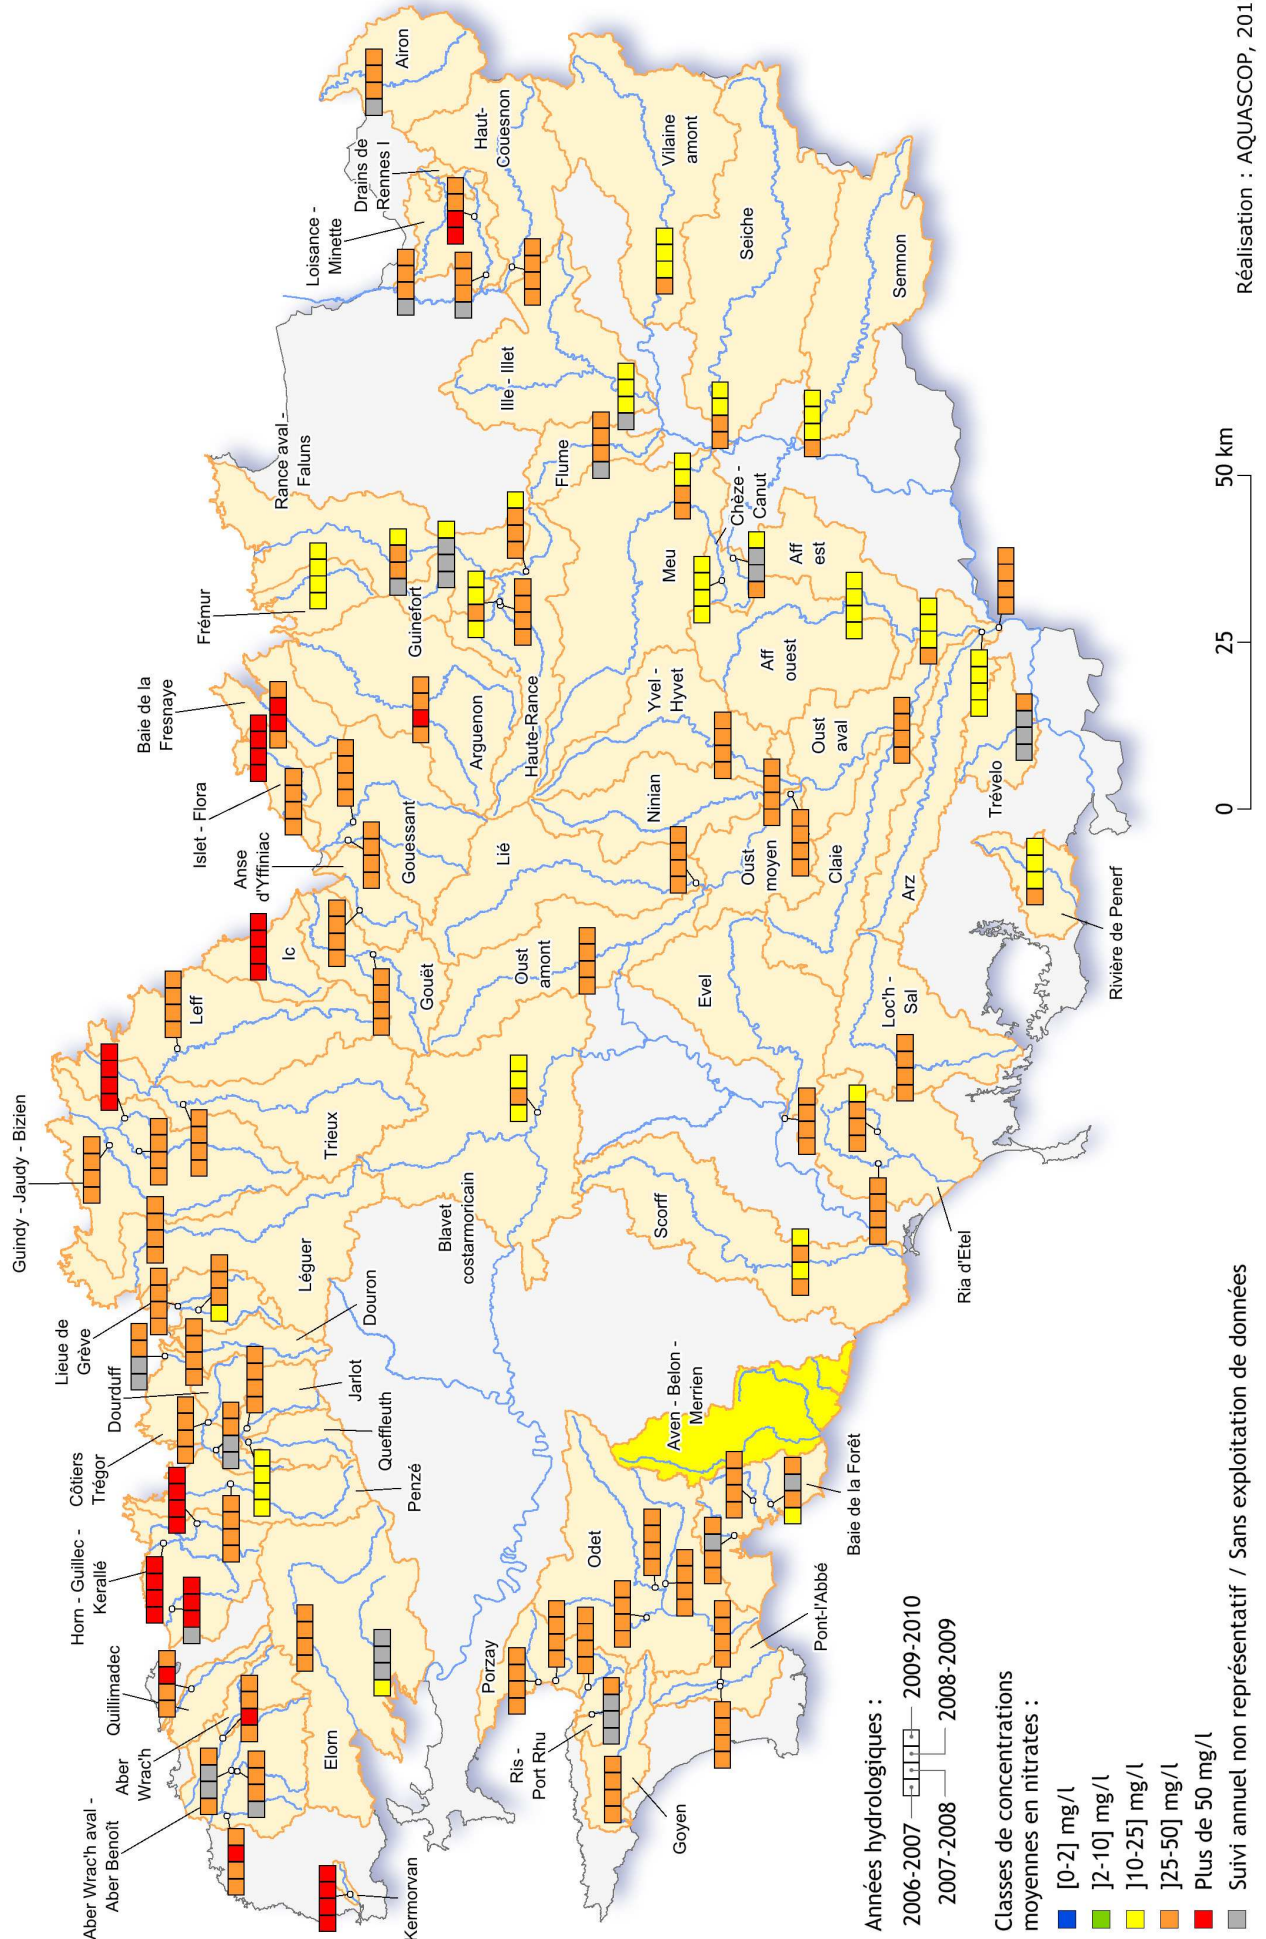 Guindy - Jaudy - Bizien
Lieue de
Grève
Dourduff
Côtiers
Trégor
Horn - Guillec -
Kerallé
Quillimadec
Aber
Wrac'h
Aber Wrac'h aval -
Aber Benoît
Kermorvan
Elorn
Penzé
Queffleuth
Jarlot
Douron
Léguer
Trieux
Leff
Ic
Gouët
Anse
d'Yffiniac
Gouessant
Islet - Flora
Baie de la
Fresnaye
Arguenon
Frémur
Guinefort
Rance aval -
Faluns
Haute-Rance
Ille - Illet
Flume
Loisance -
Minette
Drains de
Rennes I
Airon
Haut-
Couesnon
Vilaine
amont
Seiche
Semnon
Meu
Chèze -
Canut
Aff
est
Aff
ouest
Yvel -
Hyvet
Ninian
Lié
Oust
amont
Oust
moyen
Oust
aval
Claie
Arz
Trévelo
Rivière de Penerf
Loc'h -
Sal
Evel
Blavet
costarmoricain
Scorff
Ria d'Etel
Aven - Belon -
Merrien
Baie de la Forêt
Odet
Pont-l'Abbé
Porzay
Ris -
Port Rhu
Goyen
Années hydrologiques :
2006-2007
2009-2010
2007-2008
2008-2009
Classes de concentrations
moyennes en nitrates :
[0-2] mg/l
]2-10] mg/l
]10-25] mg/l
]25-50] mg/l
Plus de 50 mg/l
Suivi annuel non représentatif / Sans exploitation de données
0
25
50 km
Réalisation : AQUASCOP, 201